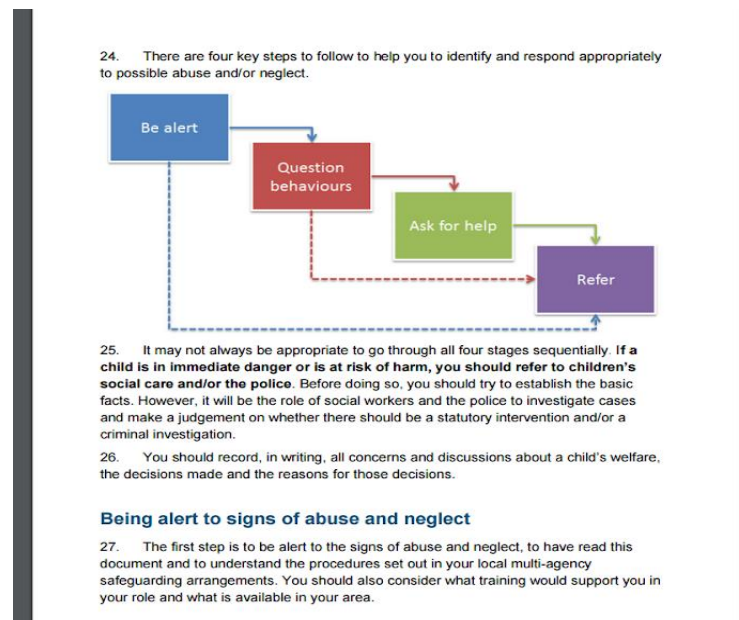 24. There are four key steps to follow to help you to identify and respond appropriately
to possible abuse and/or neglect.
Be alert
Question
behaviours
Ask for help
Refer
25. It may not always be appropriate to go through all four stages sequentially. If a
child is in immediate danger or is at risk of harm, you should refer to children's
social care and/or the police. Before doing so, you should try to establish the basic
facts. However, it will be the role of social workers and the police to investigate cases
and make a judgement on whether there should be a statutory intervention and/or a
criminal investigation.
26. You should record, in writing, all concerns and discussions about a child's welfare,
the decisions made and the reasons for those decisions.
Being alert to signs of abuse and neglect
27. The first step is to be alert to the signs of abuse and neglect, to have read this
document and to understand the procedures set out in your local multi-agency
safeguarding arrangements. You should also consider what training would support you in
your role and what is available in your area.